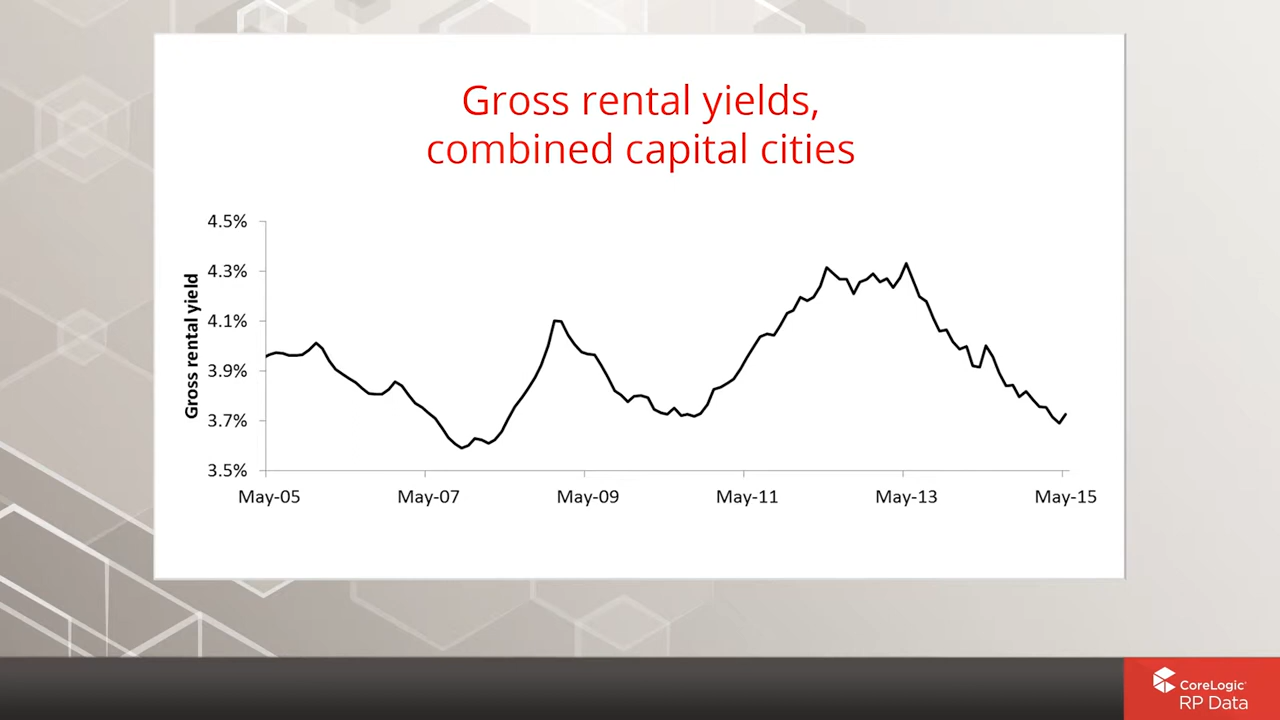 Gross rental yields,
combined capital cities
4.5%
4.3%
4.1%
3.9%
3.7%
3.5%
Gross rental yield
May-05 May-07 May-09 May-11 May-13 May-15
CoreLogic
RP Data